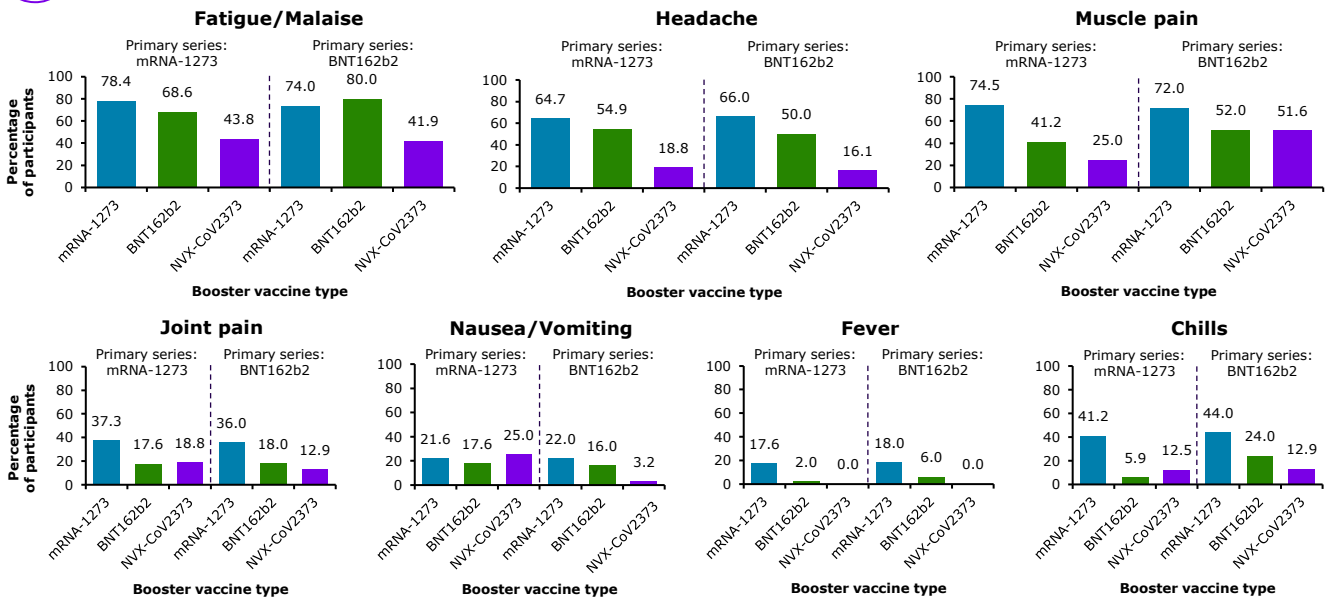 Fatigue/Malaise
Primary series:
mRNA-1273
Primary series:
BNT162b2
Percentage
of participants
100
80
60
40
20
0
78.4
68.6
43.8
74.0
80.0
41.9
mRNA-1273
BNT162b2
NVX-CoV2373
mRNA-1273
BNT162b2
NVX-CoV2373
Booster vaccine type
Headache
Primary series:
mRNA-1273
Primary series:
BNT162b2
100
80
60
40
20
0
64.7
54.9
18.8
66.0
50.0
16.1
mRNA-1273
BNT162b2
NVX-CoV2373
mRNA-1273
BNT162b2
NVX-CoV2373
Booster vaccine type
Muscle pain
Primary series:
mRNA-1273
Primary series:
BNT162b2
100
80
60
40
20
0
74.5
41.2
25.0
72.0
52.0
51.6
mRNA-1273
BNT162b2
NVX-CoV2373
mRNA-1273
BNT162b2
NVX-CoV2373
Booster vaccine type
Joint pain
Primary series:
mRNA-1273
Primary series:
BNT162b2
Percentage
of participants
100
80
60
40
20
0
37.3
17.6
18.8
36.0
18.0
12.9
mRNA-1273
BNT162b2
NVX-CoV2373
mRNA-1273
BNT162b2
NVX-CoV2373
Booster vaccine type
Nausea/Vomiting
Primary series:
mRNA-1273
Primary series:
BNT162b2
100
80
60
40
20
0
21.6
17.6
25.0
22.0
16.0
3.2
mRNA-1273
BNT162b2
NVX-CoV2373
mRNA-1273
BNT162b2
NVX-CoV2373
Booster vaccine type
Fever
Primary series:
mRNA-1273
Primary series:
BNT162b2
100
80
60
40
20
0
17.6
2.0
0.0
18.0
6.0
0.0
mRNA-1273
BNT162b2
NVX-CoV2373
mRNA-1273
BNT162b2
NVX-CoV2373
Booster vaccine type
Chills
Primary series:
mRNA-1273
Primary series:
BNT162b2
100
80
60
40
20
0
41.2
5.9
12.5
44.0
24.0
12.9
mRNA-1273
BNT162b2
NVX-CoV2373
mRNA-1273
BNT162b2
NVX-CoV2373
Booster vaccine type